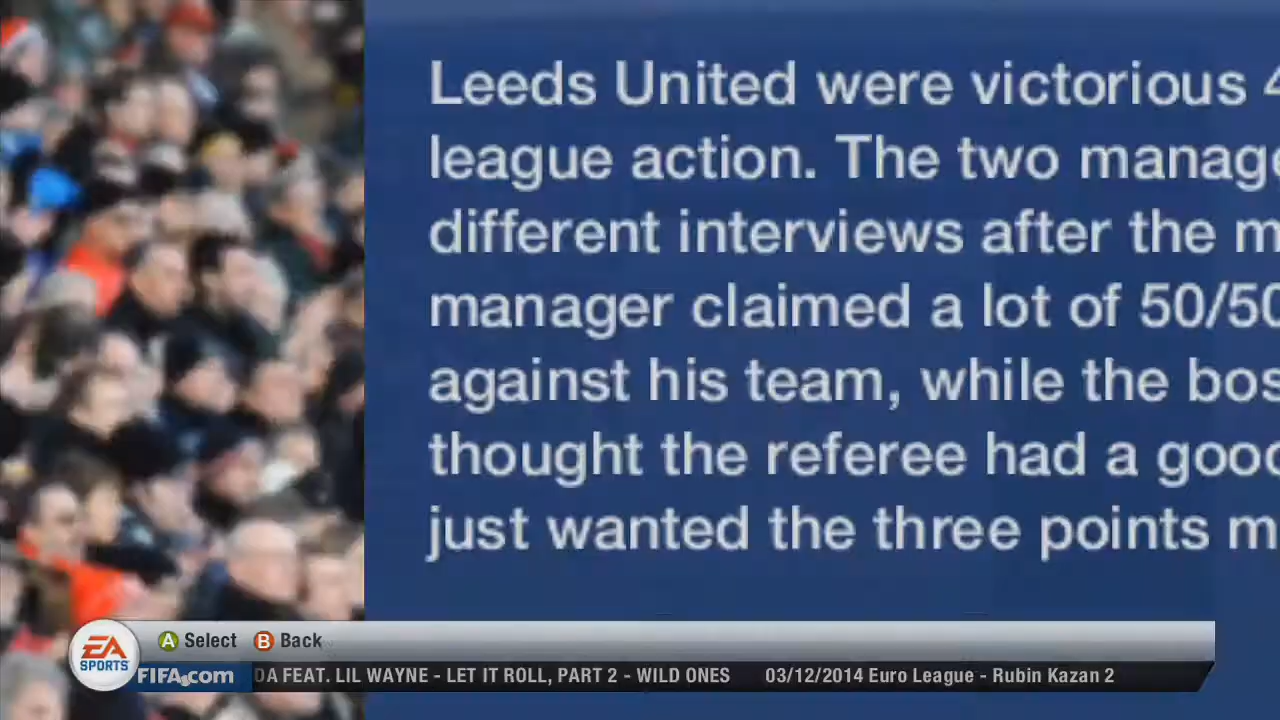 Leeds United were victorious 4
league action. The two manage
different interviews after the m
manager claimed a lot of 50/50
against his team, while the bos
thought the referee had a good
just wanted the three points m
A Select B Back
EA
SPORTS
FIFA.com DA FEAT. LIL WAYNE - LET IT ROLL, PART 2 - WILD ONES 03/12/2014 Euro League - Rubin Kazan 2